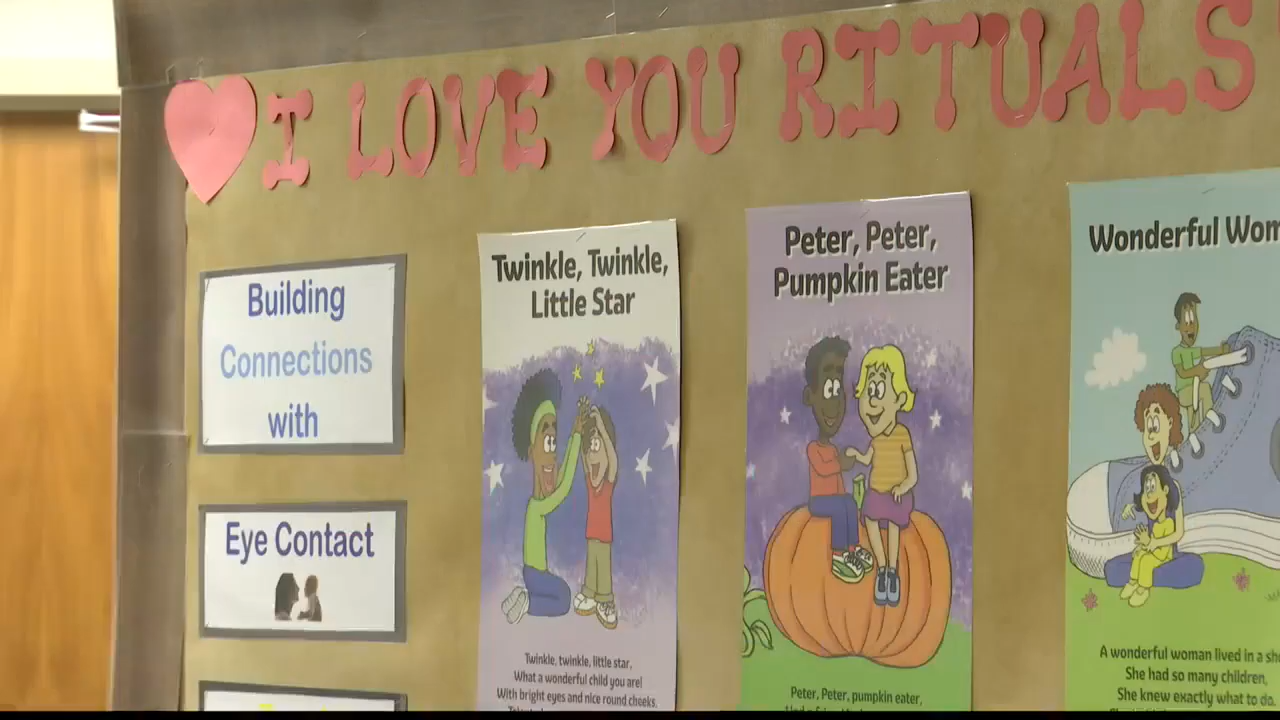 I LOVE YOU RITUALS
Building
Connections
with
Eye Contact
Twinkle, Twinkle,
Little Star
Twinkle, twinkle, little star,
What a wonderful child you are!
With bright eyes and nice round cheeks,
Peter, Peter,
Pumpkin Eater
Peter, Peter, pumpkin eater,
Wonderful Wom
A wonderful woman lived in a sho
She had so many children,
She knew exactly what to do.